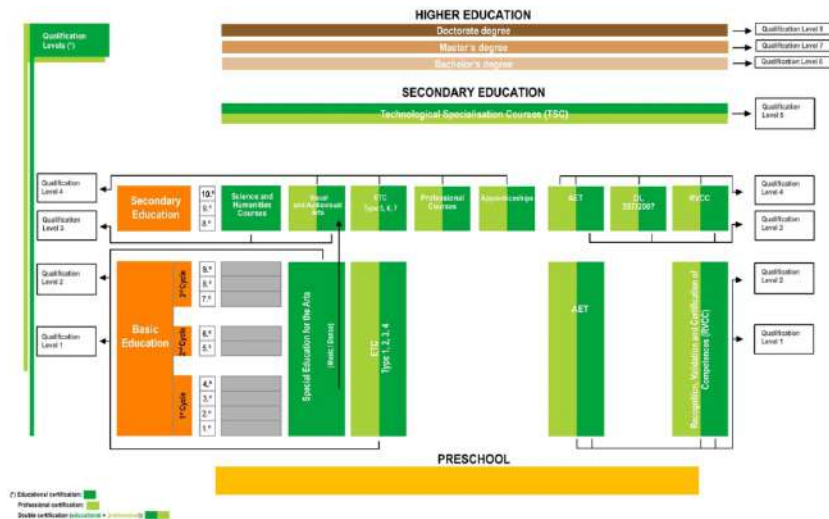 HIGHER EDUCATION
Qualification
Levels (*)
Doctorate degree
Qualification Level 8
Master's degree
Qualification Level 7
Bachelor's degree
Qualification Level 6
SECONDARY EDUCATION
Technological Specialisation Courses (TSC)
Qualification
Level 5
Qualification
Level 4
Qualification
Level 3
Secondary
Education
10.º
9.º
8.º
Science and
Humanities
Courses
Visual
and Audiovisual
Arts
ETC
Type 5, 6, 7
Professional
Courses
Apprenticeships
AET
DL
357/2007
RVCC
Qualification
Level 4
Qualification
Level 3
Qualification
Level 2
Qualification
Level 1
Basic
Education
3rd Cycle
7.º
2nd Cycle
6.º
5.º
1st Cycle
4.º
3.º
2.º
1.º
Special Education for the Arts
(Music / Dance)
ETC
Type 1, 2, 3, 4
AET
Recognition, Validation and Certification of
Competences (RVCC)
Qualification
Level 2
Qualification
Level 1
PRESCHOOL
(*) Educational certification:
Professional certification:
Double certification (educational + professional):